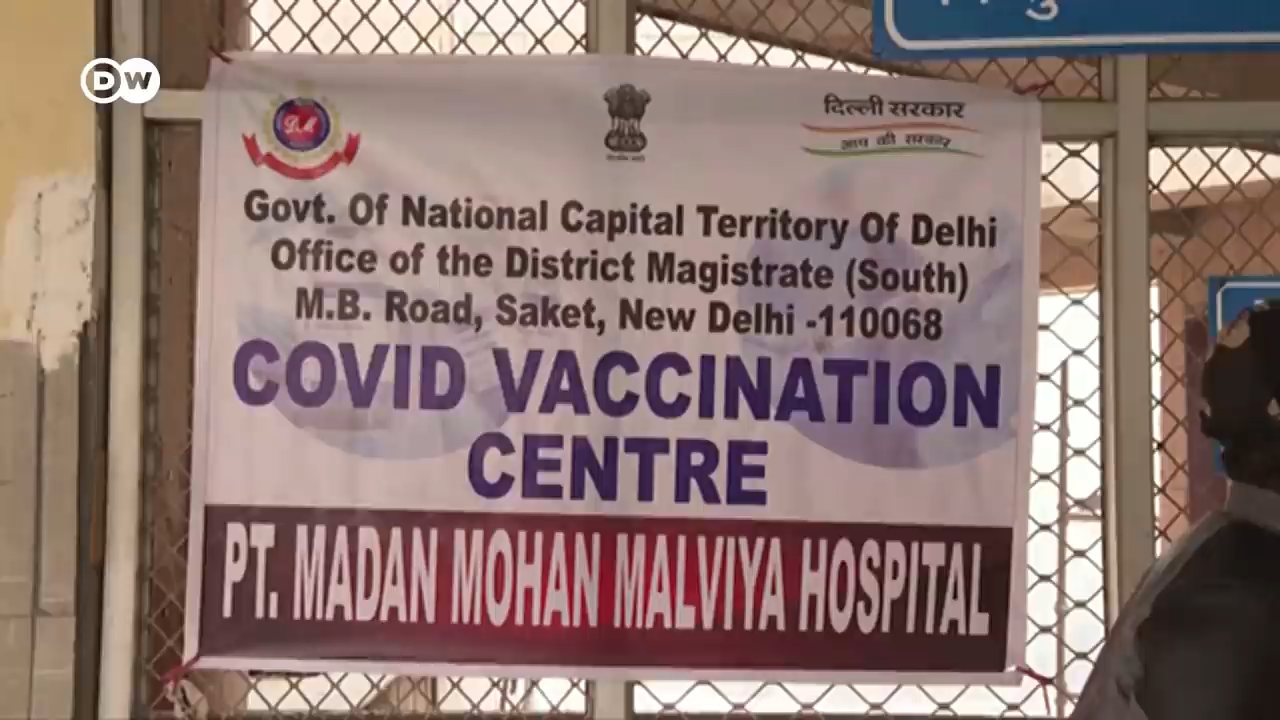 DW
दिल्ली सरकार
आप की सरकार
Govt. Of National Capital Territory Of Delhi
Office of the District Magistrate (South)
M.B. Road, Saket, New Delhi -110068
COVID VACCINATION
CENTRE
PT. MADAN MOHAN MALVIYA HOSPITAL